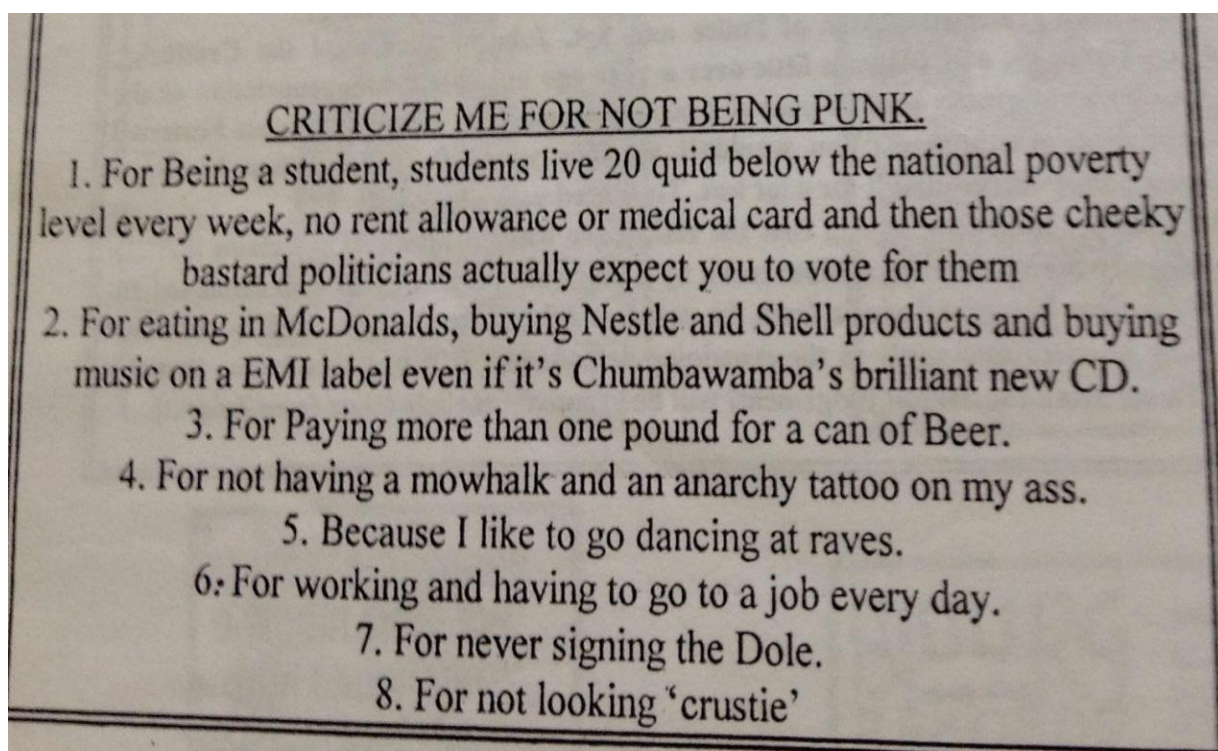 CRITICIZE ME FOR NOT BEING PUNK.
1. For Being a student, students live 20 quid below the national poverty
level every week, no rent allowance or medical card and then those cheeky
bastard politicians actually expect you to vote for them
2. For eating in McDonalds, buying Nestle and Shell products and buying
music on a EMI label even if it's Chumbawamba's brilliant new CD.
3. For Paying more than one pound for a can of Beer.
4. For not having a mowhalk and an anarchy tattoo on my ass.
5. Because I like to go dancing at raves.
6. For working and having to go to a job every day.
7. For never signing the Dole.
8. For not looking 'crustie'